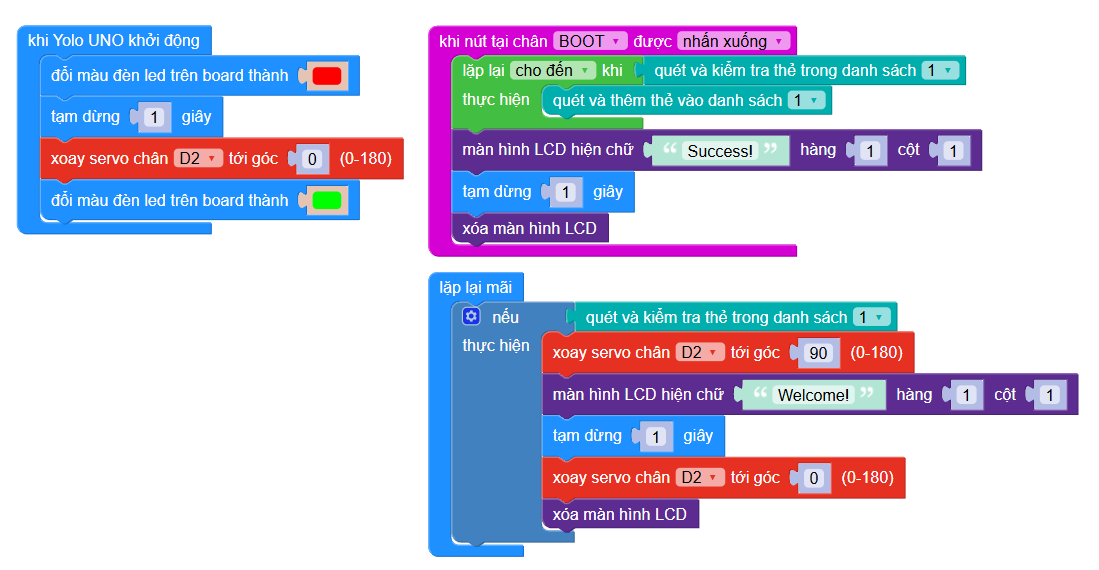 khi Yolo UNO khởi động
đổi màu đèn led trên board thành
tạm dừng 1 giây
xoay servo chân D2 tới góc 0 (0-180)
đổi màu đèn led trên board thành
khi nút tại chân BOOT được nhấn xuống
lặp lại cho đến khi quét và kiểm tra thẻ trong danh sách 1
thực hiện quét và thêm thẻ vào danh sách 1
màn hình LCD hiện chữ “ Success! ” hàng 1 cột 1
tạm dừng 1 giây
xóa màn hình LCD
lặp lại mãi
nếu quét và kiểm tra thẻ trong danh sách 1
thực hiện xoay servo chân D2 tới góc 90 (0-180)
màn hình LCD hiện chữ “ Welcome! ” hàng 1 cột 1
tạm dừng 1 giây
xoay servo chân D2 tới góc 0 (0-180)
xóa màn hình LCD